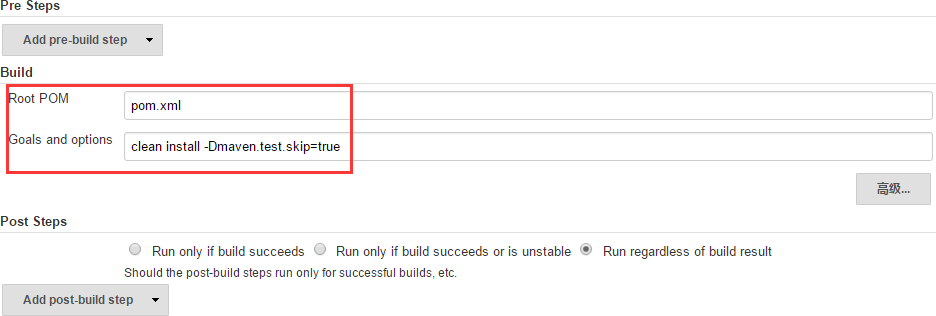 Pre Steps
Add pre-build step
Build
Root POM
pom.xml
Goals and options
clean install -Dmaven.test.skip=true
高级...
Post Steps
Run only if build succeeds Run only if build succeeds or is unstable Run regardless of build result
Should the post-build steps run only for successful builds, etc.
Add post-build step